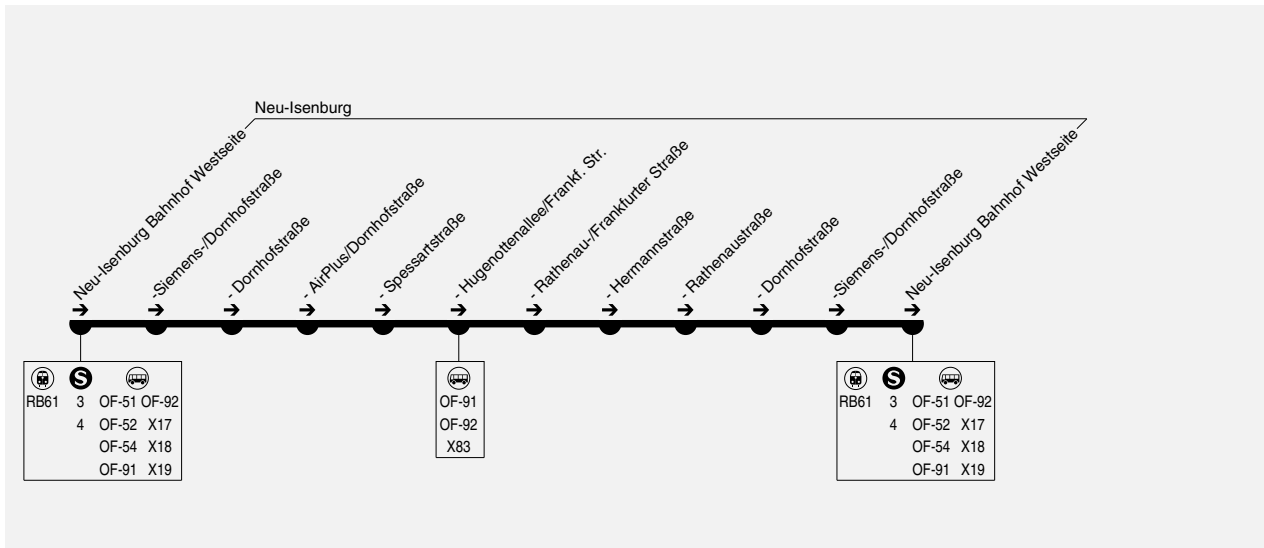 Neu-Isenburg
Neu-Isenburg Bahnhof Westseite
-Siemens-/Dornhofstraße
- Dornhofstraße
- AirPlus/Dornhofstraße
- Spessartstraße
- Hugenottenallee/Frankf. Str.
- Rathenau-/Frankfurter Straße
- Hermannstraße
- Rathenaustraße
- Dornhofstraße
-Siemens-/Dornhofstraße
Neu-Isenburg Bahnhof Westseite
S
RB61 3 OF-51 OF-92
4 OF-52 X17
OF-54 X18
OF-91 X19
OF-91
OF-92
X83
S
RB61 3 OF-51 OF-92
4 OF-52 X17
OF-54 X18
OF-91 X19